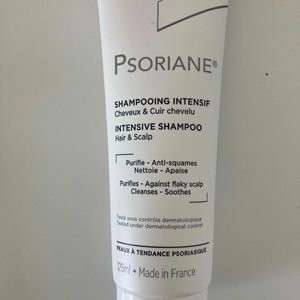 PSORIANE®
SHAMPOOING INTENSIF
Cheveux & Cuir chevelu
INTENSIVE SHAMPOO
Hair & Scalp
Purifie - Anti-squames
Nettoie - Apaise
Purifies - Against flaky scalp
Cleanses - Soothes
Testé sous contrôle dermatologique
Tested under dermatological control
PEAUX À TENDANCE PSORIASIQUE
125ml • Made in France